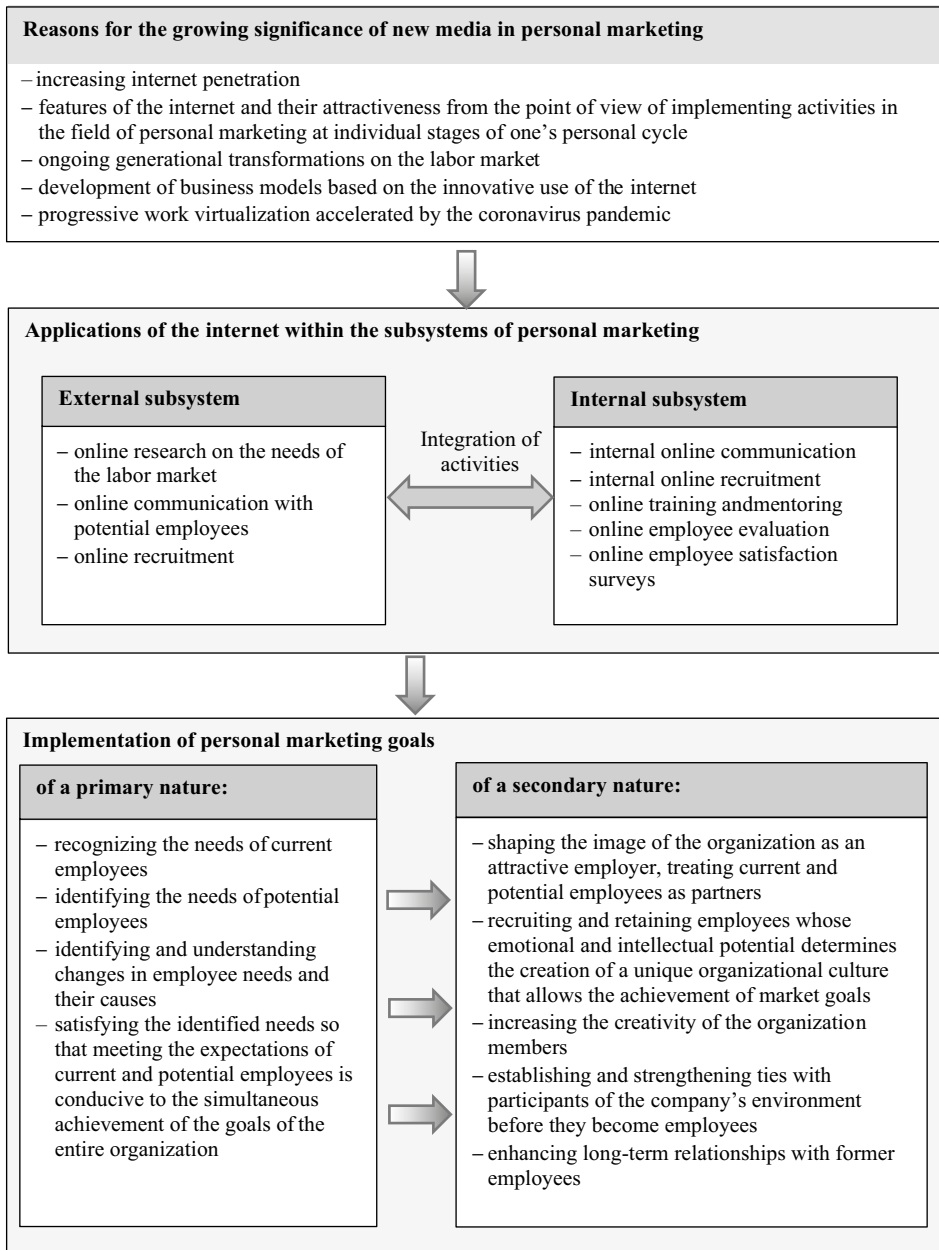 Reasons for the growing significance of new media in personal marketing
– increasing internet penetration
– features of the internet and their attractiveness from the point of view of implementing activities in
the field of personal marketing at individual stages of one’s personal cycle
– ongoing generational transformations on the labor market
– development of business models based on the innovative use of the internet
– progressive work virtualization accelerated by the coronavirus pandemic
Applications of the internet within the subsystems of personal marketing
External subsystem
– online research on the needs of
the labor market
– online communication with
potential employees
– online recruitment
Integration of
activities
Internal subsystem
– internal online communication
– internal online recruitment
– online training andmentoring
– online employee evaluation
– online employee satisfaction
surveys
Implementation of personal marketing goals
of a primary nature:
– recognizing the needs of current
employees
– identifying the needs of potential
employees
– identifying and understanding
changes in employee needs and
their causes
– satisfying the identified needs so
that meeting the expectations of
current and potential employees is
conducive to the simultaneous
achievement of the goals of the
entire organization
of a secondary nature:
– shaping the image of the organization as an
attractive employer, treating current and
potential employees as partners
– recruiting and retaining employees whose
emotional and intellectual potential determines
the creation of a unique organizational culture
that allows the achievement of market goals
– increasing the creativity of the organization
members
– establishing and strengthening ties with
participants of the company’s environment
before they become employees
– enhancing long-term relationships with former
employees